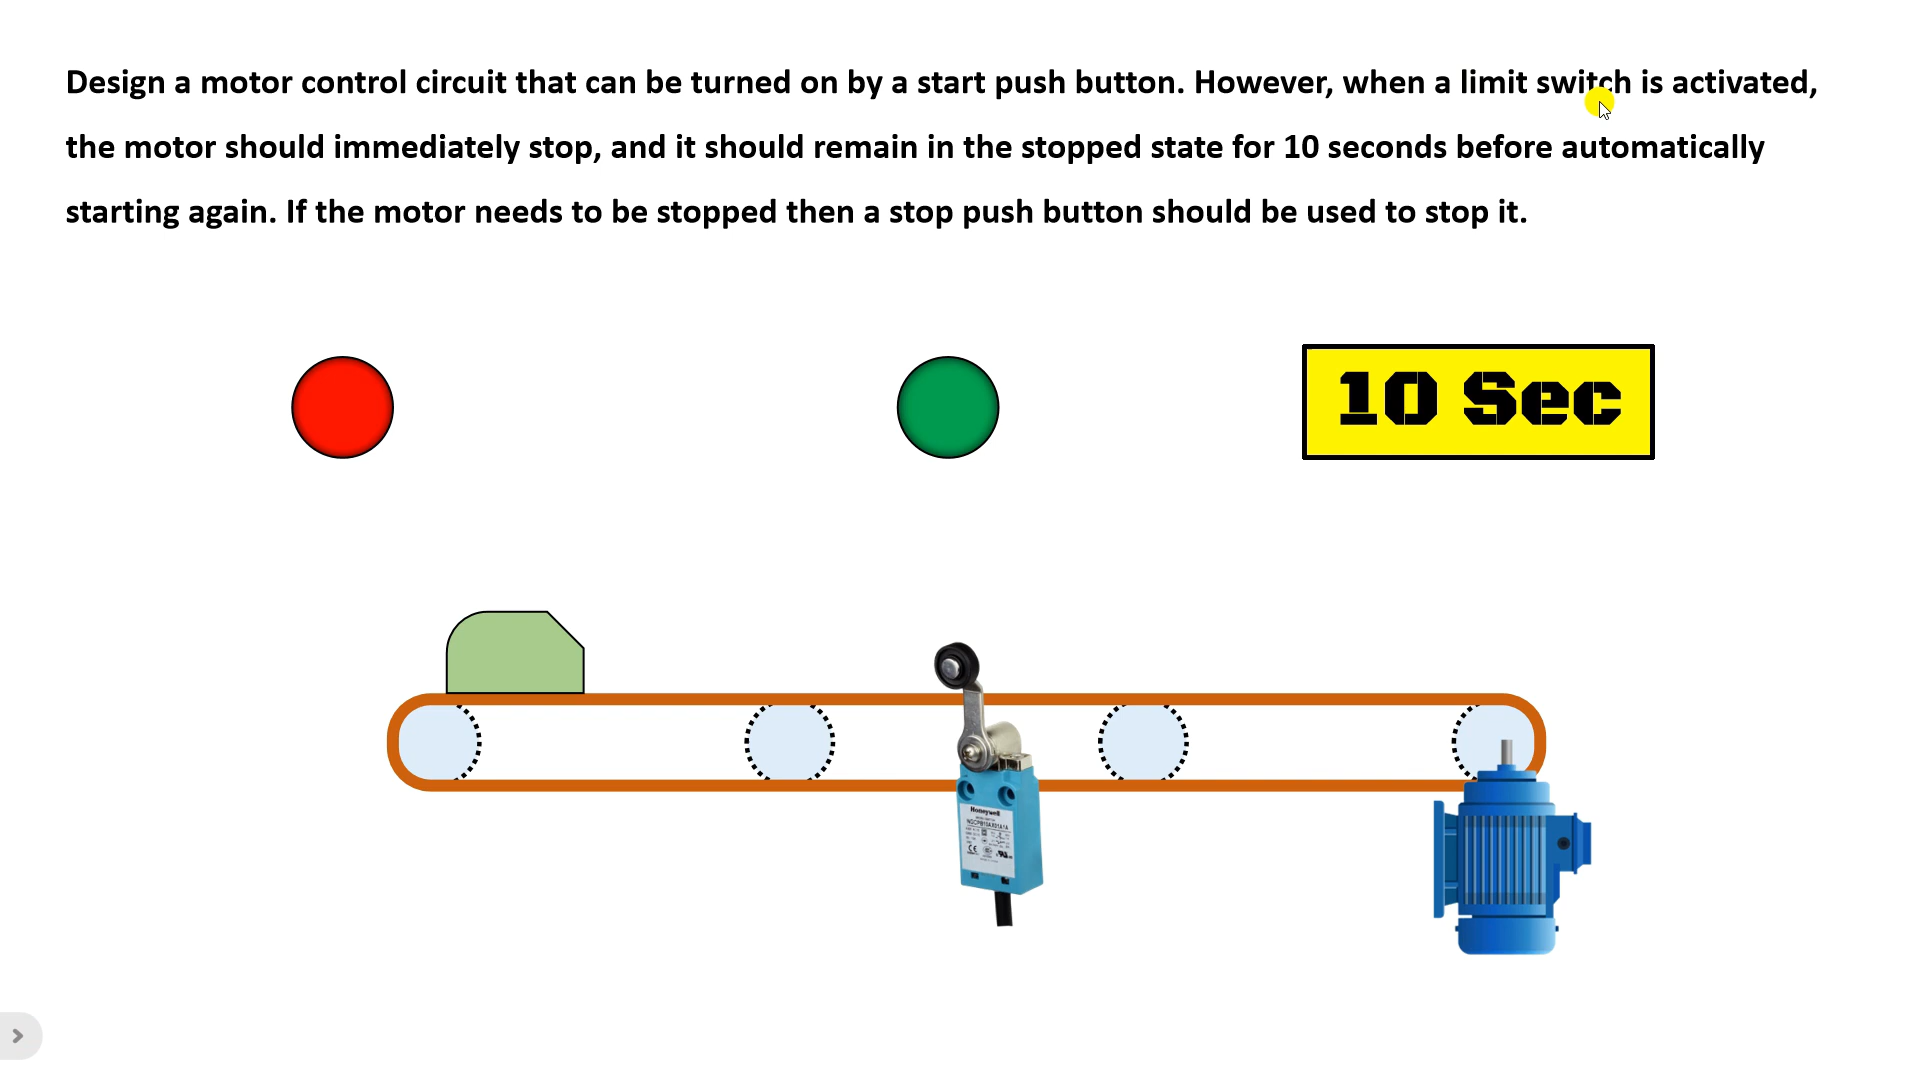 Design a motor control circuit that can be turned on by a start push button. However, when a limit switch is activated,
the motor should immediately stop, and it should remain in the stopped state for 10 seconds before automatically
starting again. If the motor needs to be stopped then a stop push button should be used to stop it.
10 Sec
Honeywell
CE